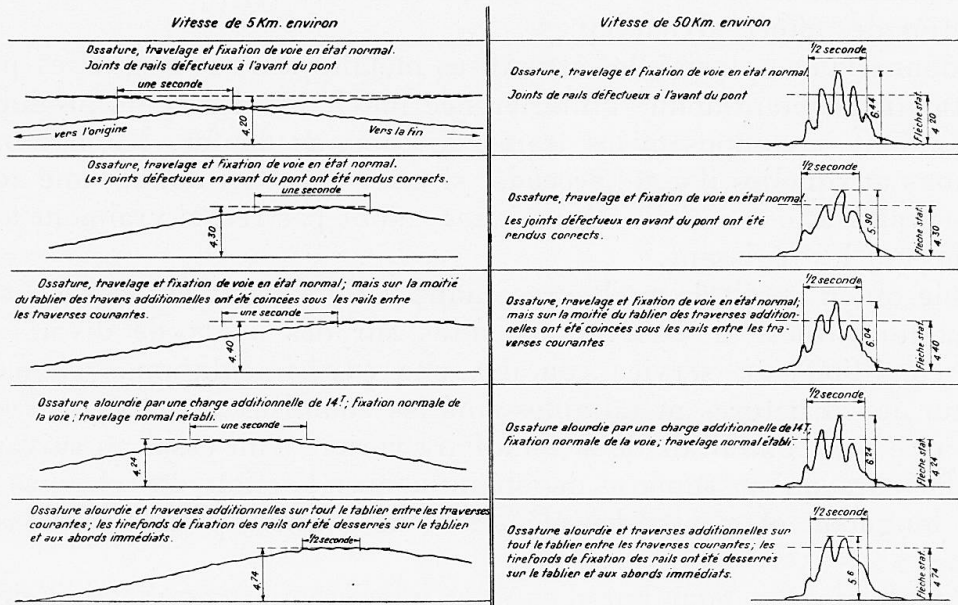 Vitesse de 5 Km. environ
Ossature, travelage et fixation de voie en état normal.
Joints de rails défectueux à l'avant du pont
une seconde
4.20
vers l'origine
Vers la fin
Ossature, travelage et fixation de voie en état normal.
Les joints défectueux en avant du pont ont été rendus corrects.
une seconde
4.30
Ossature, travelage et fixation de voie en état normal; mais sur la moitié
du tablier des travers additionnelles ont été coincées sous les rails entre
les traverses courantes.
une seconde
4.40
Ossature alourdie par une charge additionnelle de 14T; fixation normale de
la voie; travelage normal rétabli.
une seconde
4.24
Ossature alourdie et traverses additionnelles sur tout le tablier entre les traverses
courantes; les tirefonds de fixation des rails ont été desserrés sur le tablier
et aux abords immédiats.
1/2 seconde
4.74
Vitesse de 50 Km. environ
1/2 seconde
Ossature, travelage et fixation de voie en état normal.
Joints de rails défectueux à l'avant du pont
6.44
Flèche stat.
4.20
1/2 seconde
Ossature, travelage et fixation de voie en état normal.
Les joints défectueux en avant du pont ont été
rendus corrects.
5.90
Flèche stat.
4.30
1/2 seconde
Ossature, travelage et fixation de voie en état normal;
mais sur la moitié du tablier des traverses addition-
nelles ont été coincées sous les rails entre les tra-
verses courantes
6.04
Flèche stat.
4.40
1/2 seconde
Ossature alourdie par une charge additionnelle de 14T;
fixation normale de la voie; travelage normal établi.
6.24
Flèche stat.
4.24
1/2 seconde
Ossature alourdie et traverses additionnelles sur
tout le tablier entre les traverses courantes; les
tirefonds de fixation des rails ont été desserrés
sur le tablier et aux abords immédiats.
5.6
Flèche stat.
4.74